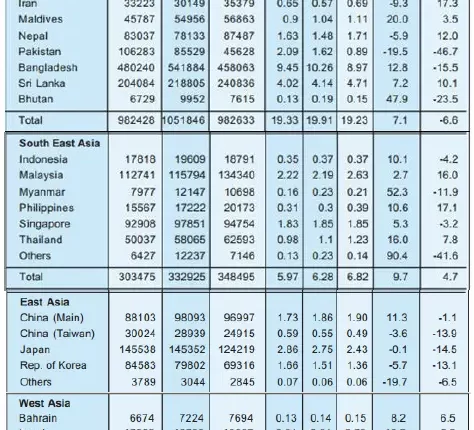 Iran 33223 30149 35379 0.65 0.57 0.69 -9.3 17.3
Maldives 45787 54956 56863 0.9 1.04 1.11 20.0 3.5
Nepal 83037 78133 87487 1.63 1.48 1.71 -5.9 12.0
Pakistan 106283 85529 45628 2.09 1.62 0.89 -19.5 -46.7
Bangladesh 480240 541884 458063 9.45 10.26 8.97 12.8 -15.5
Sri Lanka 204084 218805 240836 4.02 4.14 4.71 7.2 10.1
Bhutan 6729 9952 7615 0.13 0.19 0.15 47.9 -23.5
Total 982428 1051846 982633 19.33 19.91 19.23 7.1 -6.6
South East Asia
Indonesia 17818 19609 18791 0.35 0.37 0.37 10.1 -4.2
Malaysia 112741 115794 134340 2.22 2.19 2.63 2.7 16.0
Myanmar 7977 12147 10698 0.16 0.23 0.21 52.3 -11.9
Philippines 15567 17222 20173 0.31 0.3 0.39 10.6 17.1
Singapore 92908 97851 94754 1.83 1.85 1.85 5.3 -3.2
Thailand 50037 58065 62593 0.98 1.1 1.23 16.0 7.8
Others 6427 12237 7146 0.13 0.23 0.14 90.4 -41.6
Total 303475 332925 348495 5.97 6.28 6.82 9.7 4.7
East Asia
China (Main) 88103 98093 96997 1.73 1.86 1.90 11.3 -1.1
China (Taiwan) 30024 28939 24915 0.59 0.55 0.49 -3.6 -13.9
Japan 145538 145352 124219 2.86 2.75 2.43 -0.1 -14.5
Rep. of Korea 84583 79802 69316 1.66 1.51 1.36 -5.7 -13.1
Others 3789 3044 2845 0.07 0.06 0.06 -19.7 -6.5
West Asia
Bahrain 6674 7224 7694 0.13 0.14 0.15 8.2 6.5